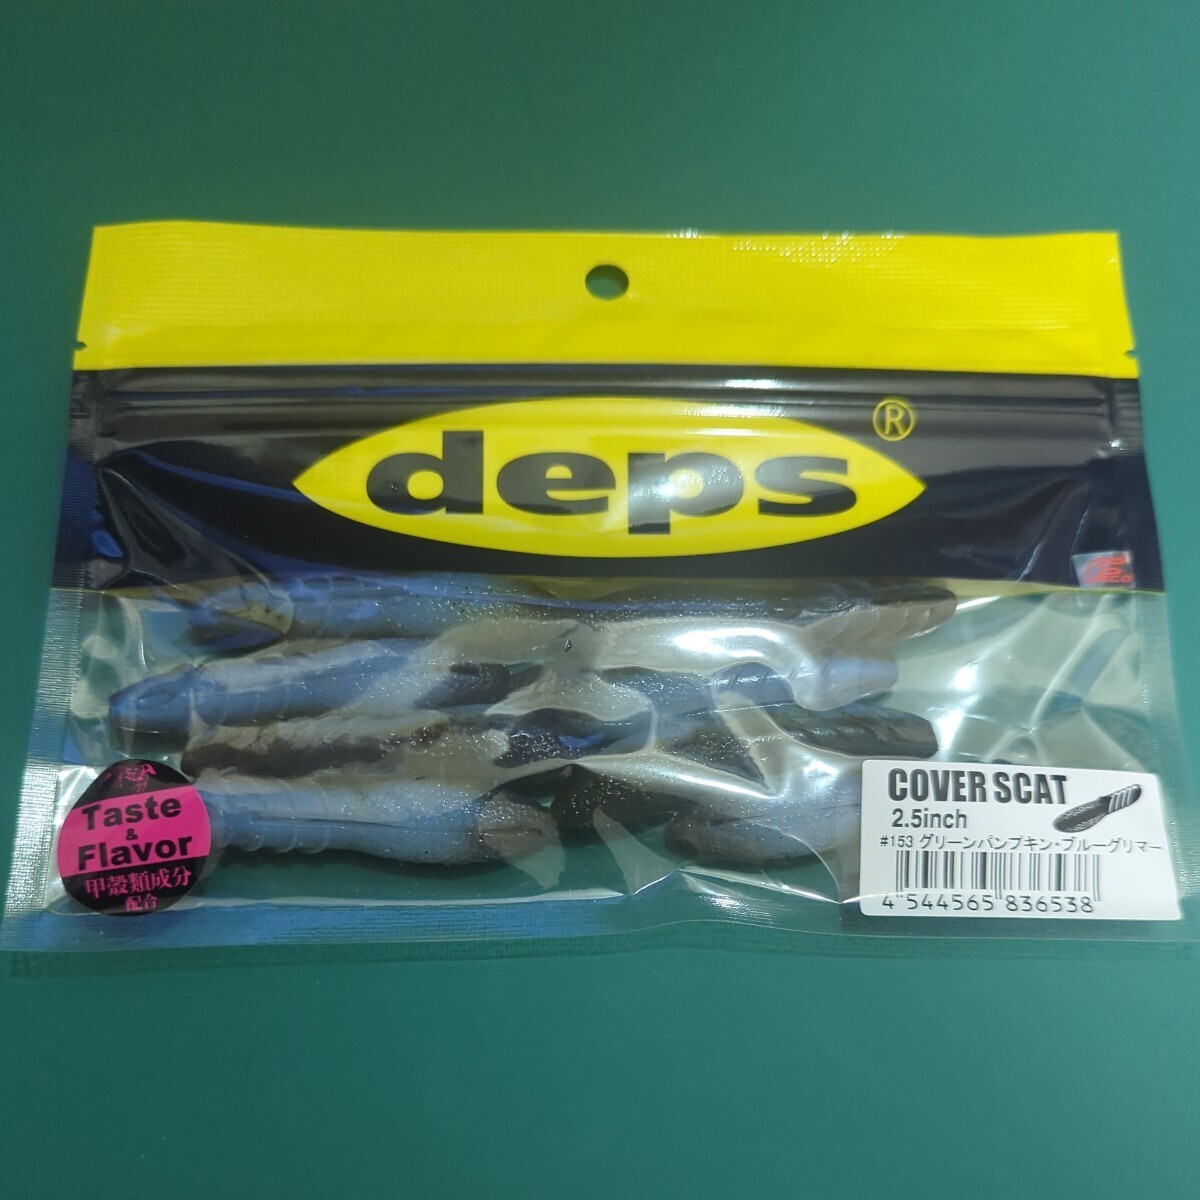 deps®
COVER SCAT
2.5inch
#153 グリーンパンプキン・ブルーグリマー
4 544565 836538
Taste
&
Flavor
甲殻類成分
配合